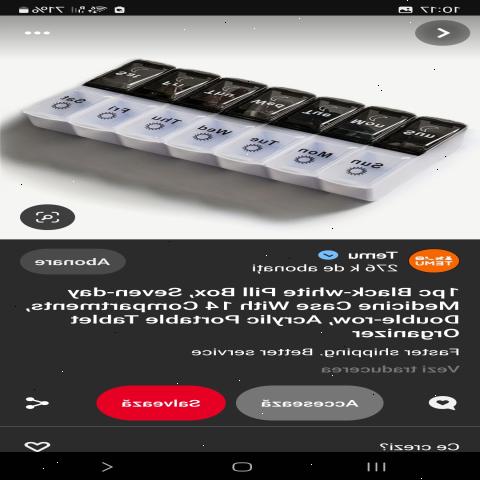 10:17
71%
Sun Mon Tue Wed Thu Fri Sat
Sun Mon Tue Wed Thu Fri Sat
TEMU
Temu
276 k de abonați
Abonare
1pc Black-white Pill Box, Seven-day
Medicine Case With 14 Compartments,
Double-row, Acrylic Portable Tablet
Organizer
Faster shipping. Better service
Vezi traducerea
Accesează
Salvează
Ce crezi?